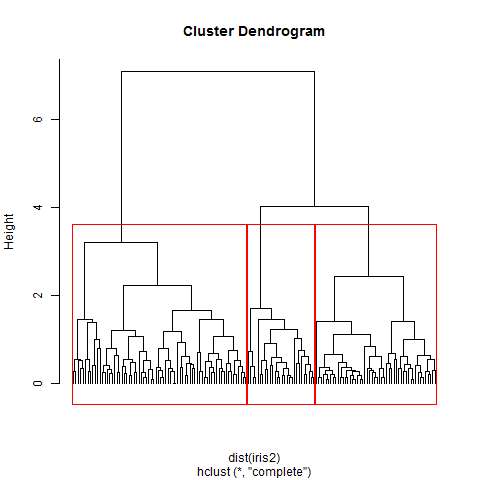 Cluster Dendrogram
Height
6
4
2
0
dist(iris2)
hclust (*, "complete")